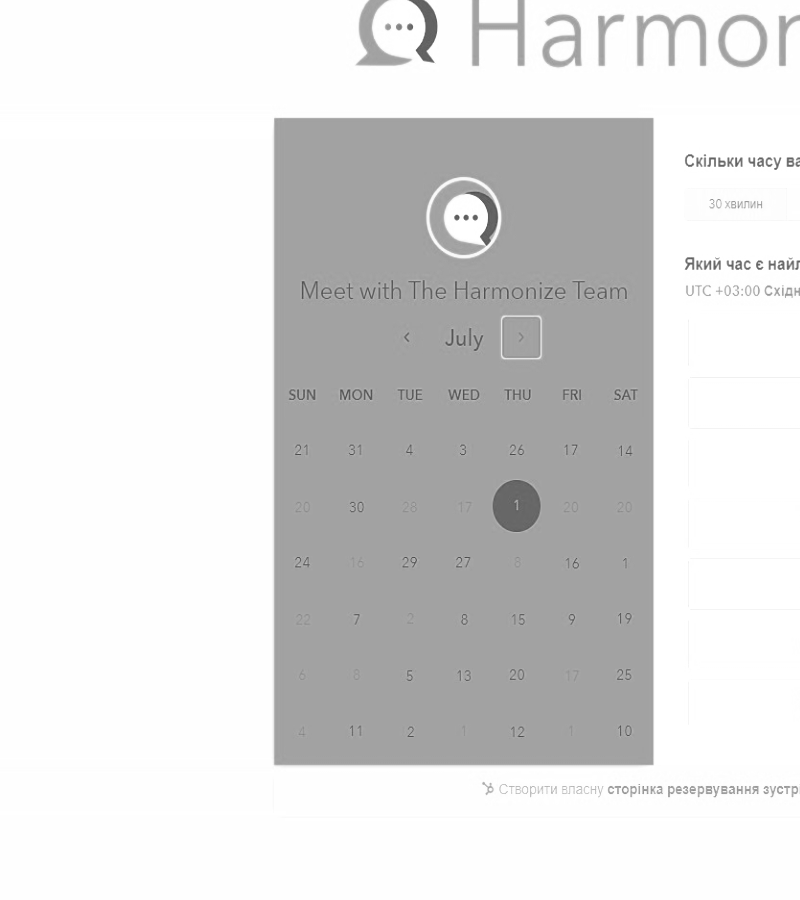 Harmon
Meet with The Harmonize Team
July
SUN MON TUE WED THU FRI SAT
21 31 4 3 26 17 14
20 30 28 17 1 20 20
24 16 29 27 8 16 1
22 7 2 8 15 9 19
6 8 5 13 20 17 25
4 11 2 1 12 1 10
Скільки часу ва
30 хвилин
Який час є найл
UTC +03:00 Східн
Створити власну сторінка резервування зустрі